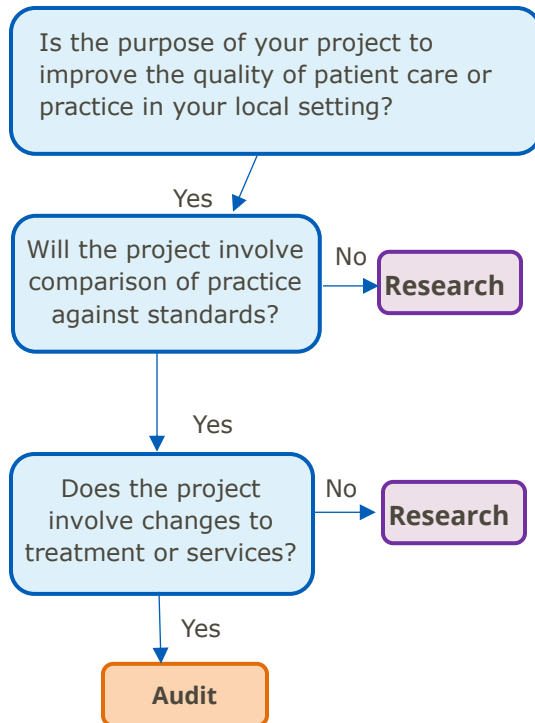 Is the purpose of your project to
improve the quality of patient care or
practice in your local setting?
Yes
Will the project involve
comparison of practice
against standards?
No
Research
Yes
Does the project
involve changes to
treatment or services?
No
Research
Yes
Audit